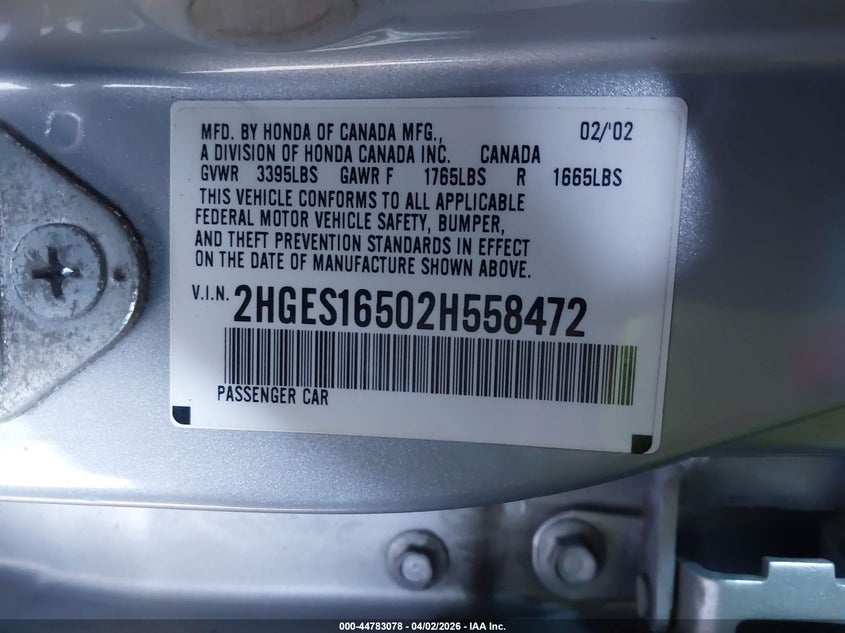 MFD. BY HONDA OF CANADA MFG., 02/'02
A DIVISION OF HONDA CANADA INC. CANADA
GVWR 3395LBS GAWR F 1765LBS R 1665LBS
THIS VEHICLE CONFORMS TO ALL APPLICABLE
FEDERAL MOTOR VEHICLE SAFETY, BUMPER,
AND THEFT PREVENTION STANDARDS IN EFFECT
ON THE DATE OF MANUFACTURE SHOWN ABOVE.
V.I.N. 2HGES16502H558472
PASSENGER CAR
000-44783078 - 04/02/2026 - IAA Inc.